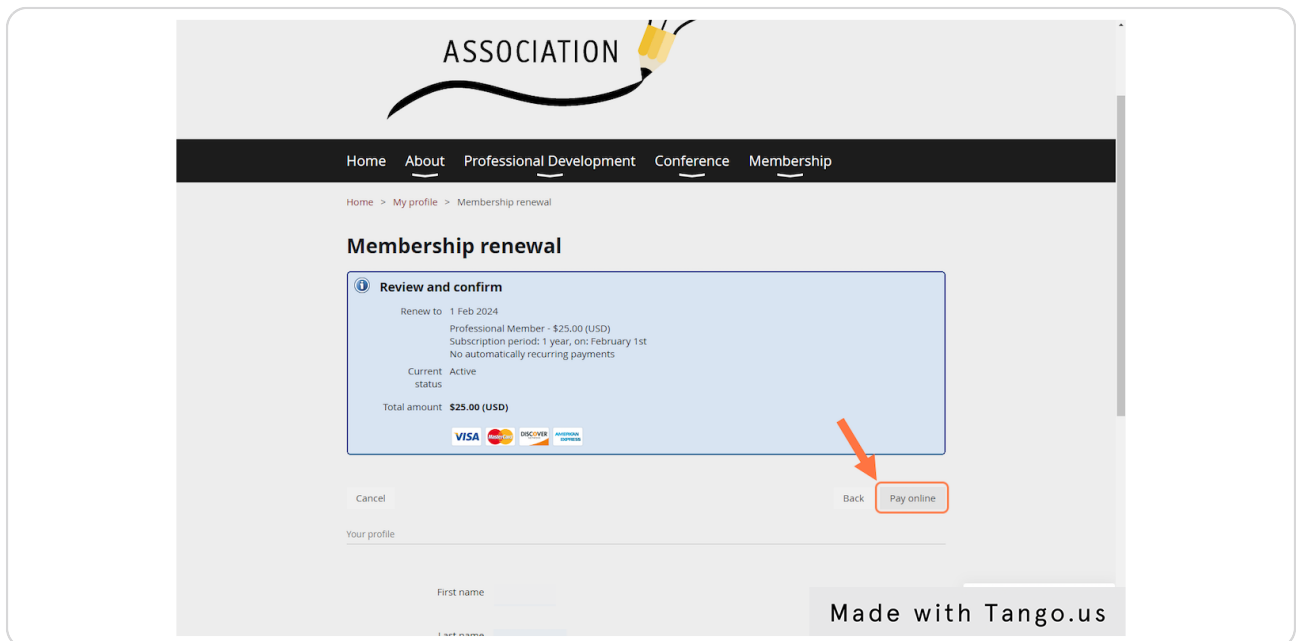 ASSOCIATION
Home About Professional Development Conference Membership
Home > My profile > Membership renewal
Membership renewal
Review and confirm
Renew to 1 Feb 2024
Professional Member - $25.00 (USD)
Subscription period: 1 year, on: February 1st
No automatically recurring payments
Current status Active
Total amount $25.00 (USD)
VISA MasterCard DISCOVER AMERICAN EXPRESS
Cancel Back Pay online
Your profile
First name
Last name
Made with Tango.us